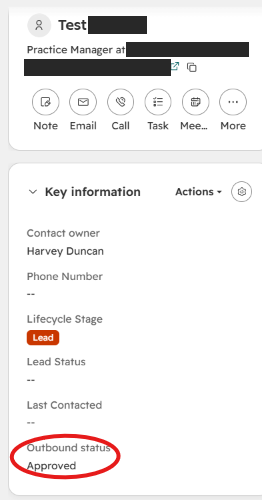 Test
Practice Manager at
Note Email Call Task Mee... More
Key information Actions
Contact owner
Harvey Duncan
Phone Number
--
Lifecycle Stage
Lead
Lead Status
--
Last Contacted
--
Outbound status
Approved